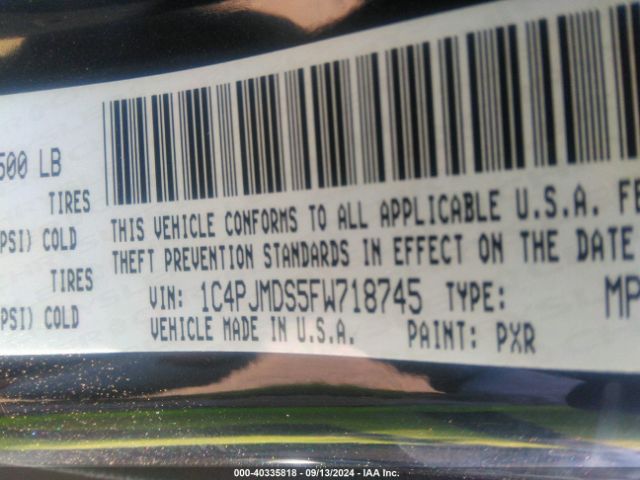 500 LB
TIRES
PSI) COLD
TIRES
PSI) COLD
THIS VEHICLE CONFORMS TO ALL APPLICABLE U.S.A. FE
THEFT PREVENTION STANDARDS IN EFFECT ON THE DATE
VIN: 1C4PJMDS5FW718745 TYPE: MP
VEHICLE MADE IN U.S.A. PAINT: PXR
000-40335818 - 09/13/2024 - IAA Inc.